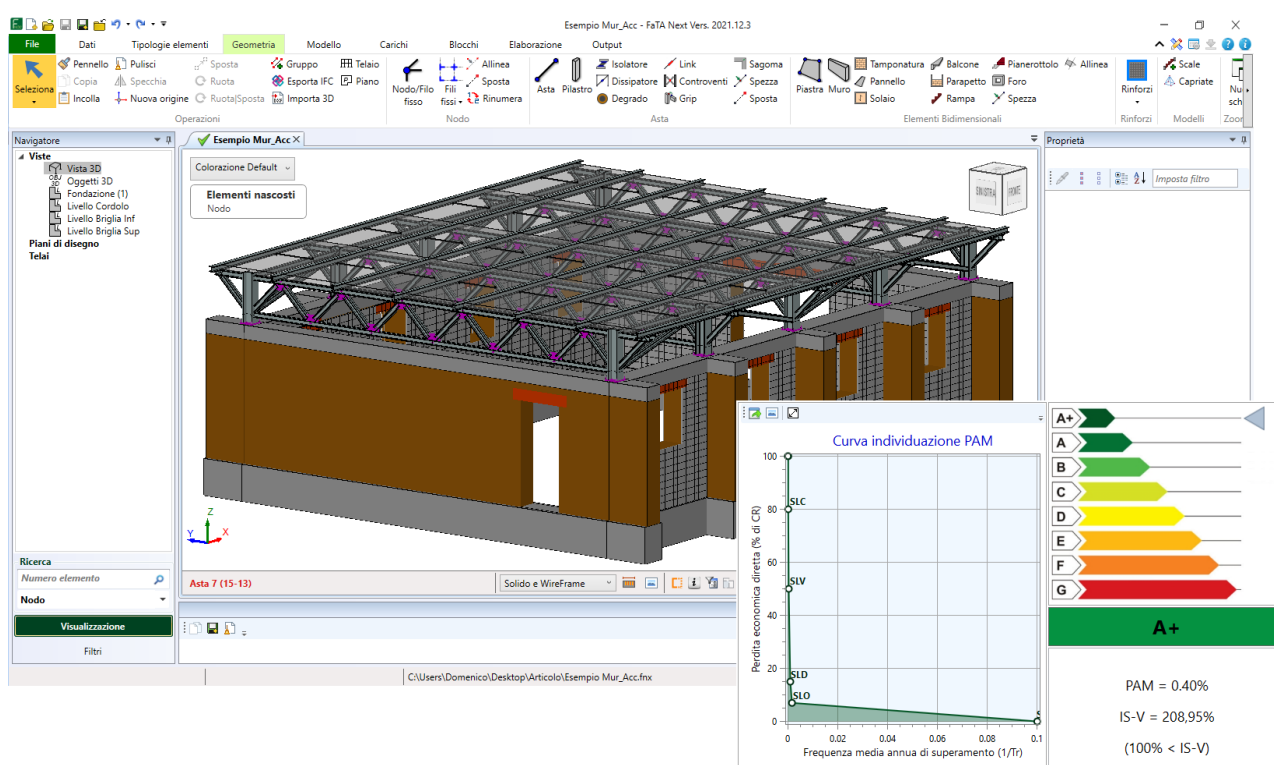 Esempio Mur_Acc - FaTA Next Vers. 2021.12.3
File Dati Tipologie elementi Geometria Modello Carichi Blocchi Elaborazione Output
Seleziona
Pennello Pulisci Sposta Gruppo Telaio
Copia Specchia Ruota Esporta IFC Piano
Incolla Nuova origine Ruota|Sposta Importa 3D
Operazioni
Nodo/Filo fisso
Fili fissi
Allinea
Sposta
Rinumera
Nodo
Asta Pilastro
Isolatore Link Sagoma
Dissipatore Controventi Spezza
Degrado Grip Sposta
Asta
Piastra Muro
Tamponatura Balcone Pianerottolo Allinea
Pannello Parapetto Foro
Solaio Rampa Spezza
Elementi Bidimensionali
Rinforzi
Rinforzi
Scale
Capriate
Modelli
Nu
sch
Zoor
Navigatore
Viste
Vista 3D
OBJ 3D
Oggetti 3D
Fondazione (1)
Livello Cordolo
Livello Briglia Inf
Livello Briglia Sup
Piani di disegno
Telai
Ricerca
Numero elemento
Nodo
Visualizzazione
Filtri
Esempio Mur_Acc
Colorazione Default
Elementi nascosti
Nodo
SINISTRA FRONTE
Z
Y
X
Asta 7 (15-13)
Solido e WireFrame
C:\Users\Domenico\Desktop\Articolo\Esempio Mur_Acc.fnx
Proprietà
Imposta filtro
Curva individuazione PAM
Perdita economica diretta (% di CR)
100
80
60
40
20
0
SLC
SLV
SLD
SLO
S
0 0.02 0.04 0.06 0.08 0.1
Frequenza media annua di superamento (1/Tr)
A+
A
B
C
D
E
F
G
A+
PAM = 0.40%
IS-V = 208,95%
(100% < IS-V)